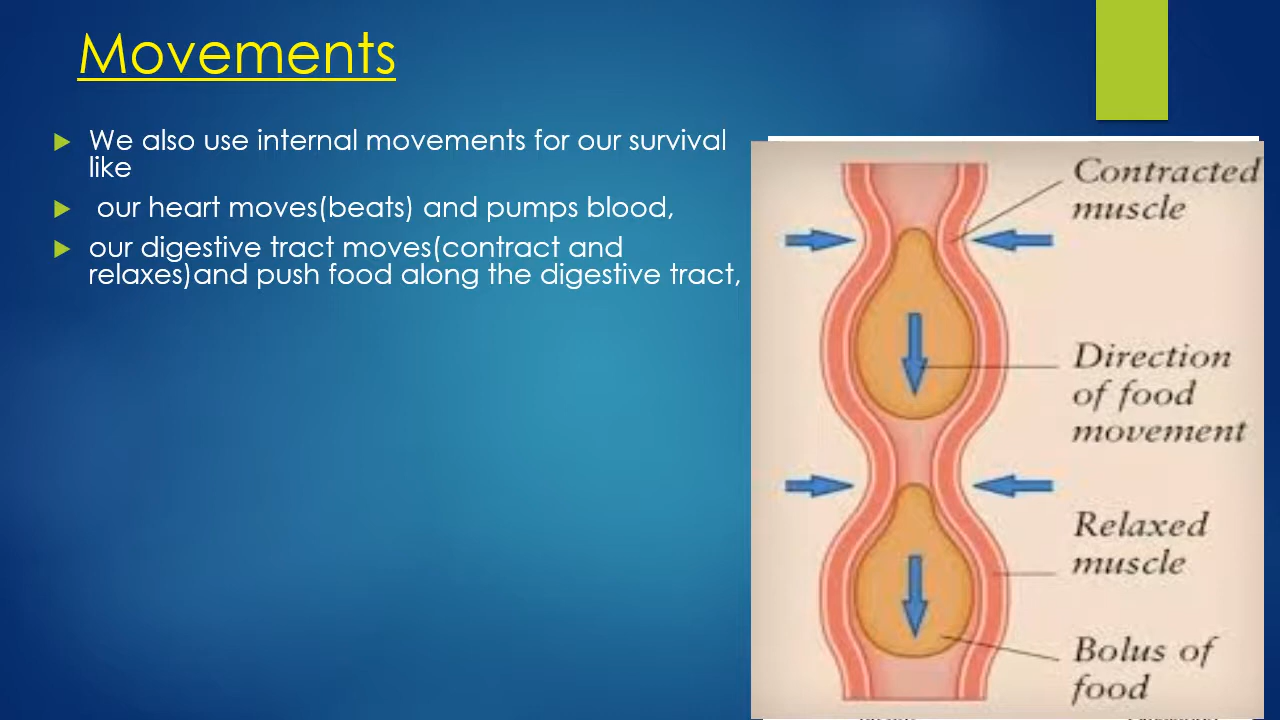 Movements
We also use internal movements for our survival
like
our heart moves(beats) and pumps blood,
our digestive tract moves(contract and
relaxes)and push food along the digestive tract,
Contracted
muscle
Direction
of food
movement
Relaxed
muscle
Bolus of
food